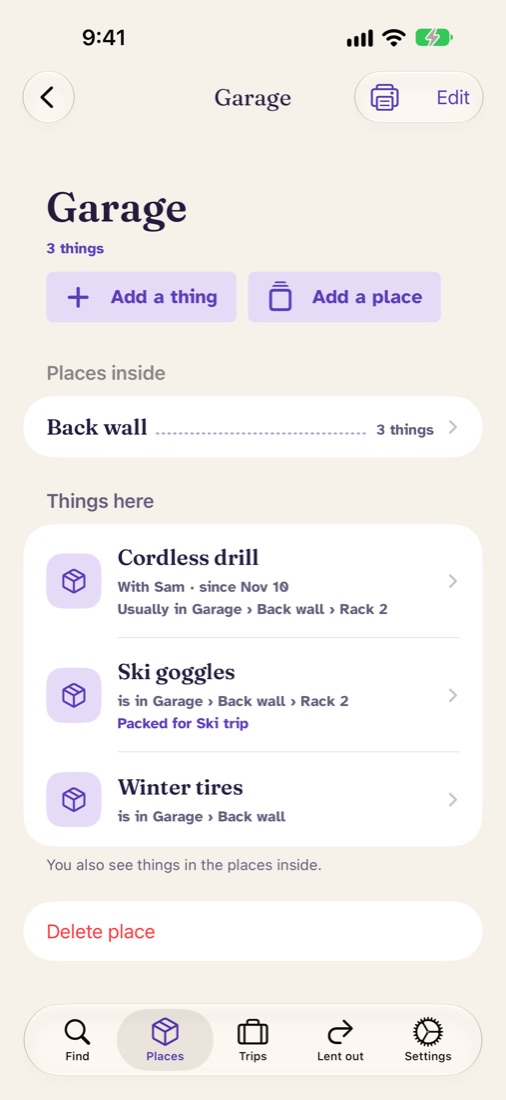 9:41
Garage
Edit
Garage
3 things
Add a thing
Add a place
Places inside
Back wall
3 things
Things here
Cordless drill
With Sam · since Nov 10
Usually in Garage › Back wall › Rack 2
Ski goggles
is in Garage › Back wall › Rack 2
Packed for Ski trip
Winter tires
is in Garage › Back wall
You also see things in the places inside.
Delete place
Find
Places
Trips
Lent out
Settings